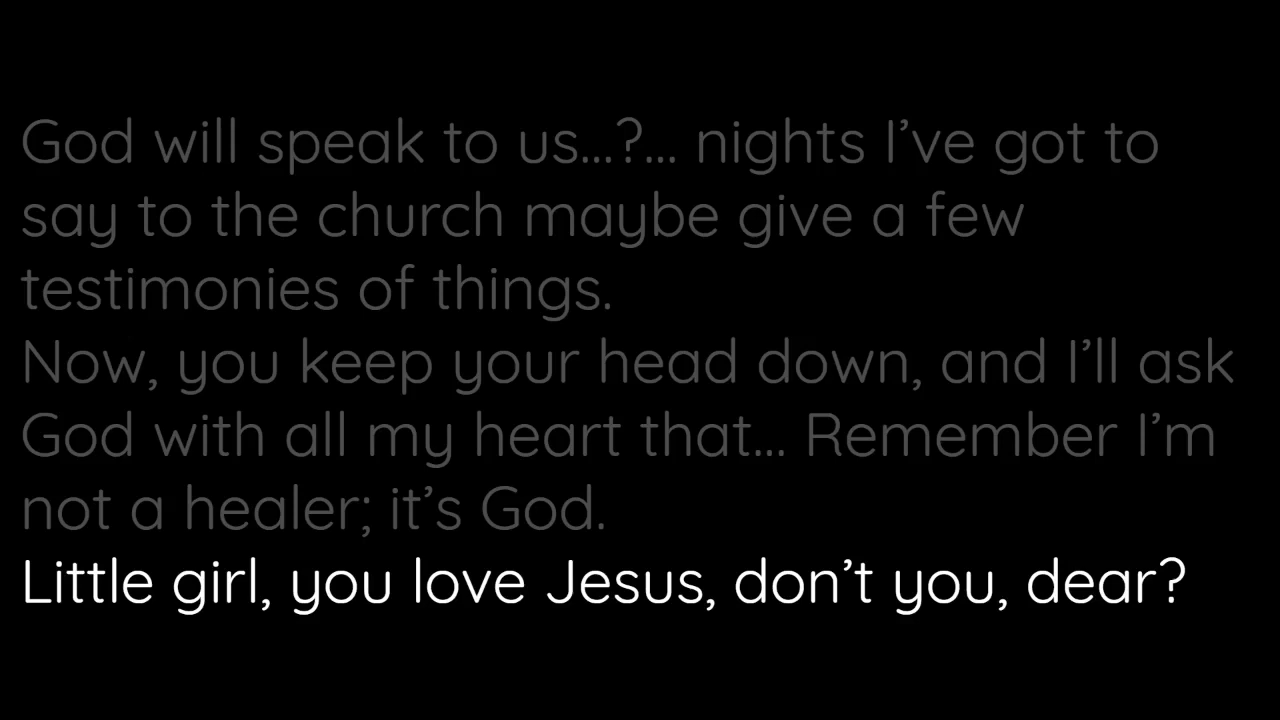 God will speak to us...?... nights I’ve got to
say to the church maybe give a few
testimonies of things.
Now, you keep your head down, and I’ll ask
God with all my heart that... Remember I’m
not a healer; it’s God.
Little girl, you love Jesus, don’t you, dear?